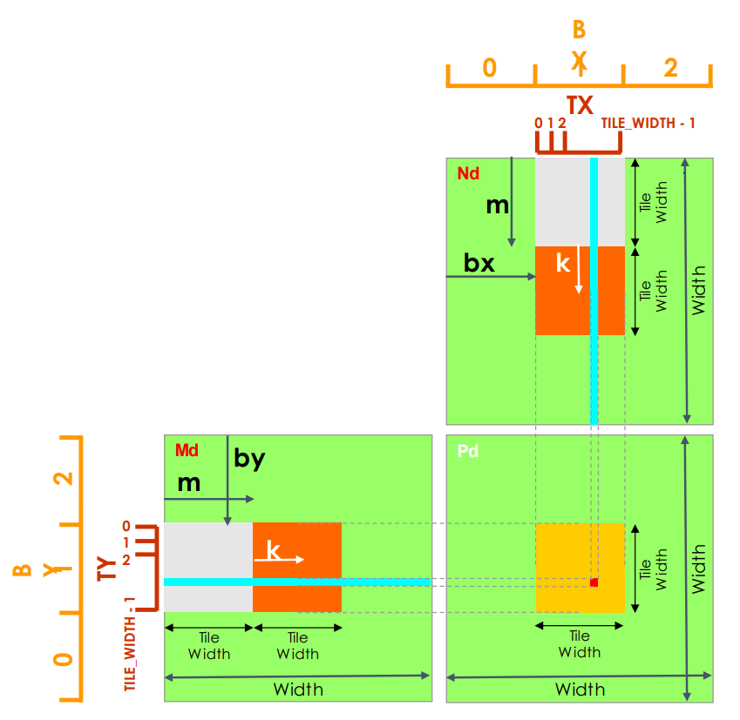 B
X
0 1 2
TX
0 1 2 TILE_WIDTH - 1
Nd
m
bx
k
Tile
Width
Tile
Width
Width
Md
by
m
k
Tile
Width
Tile
Width
Width
Pd
Tile
Width
Width
Tile
Width
Width
B
Y
2
1
0
TY
0
1
2
TILE_WIDTH - 1